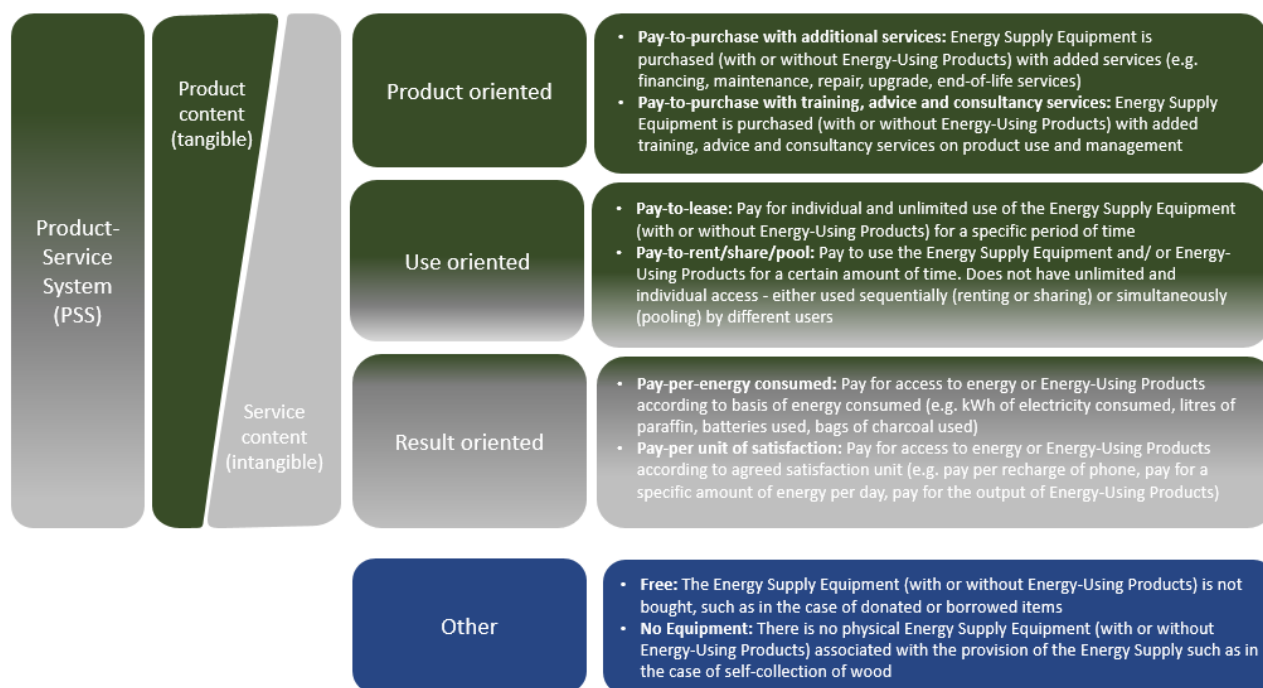 Product-
Service
System
(PSS)
Product
content
(tangible)
Service
content
(intangible)
Product oriented
• Pay-to-purchase with additional services: Energy Supply Equipment is
purchased (with or without Energy-Using Products) with added services (e.g.
financing, maintenance, repair, upgrade, end-of-life services)
• Pay-to-purchase with training, advice and consultancy services: Energy Supply
Equipment is purchased (with or without Energy-Using Products) with added
training, advice and consultancy services on product use and management
Use oriented
• Pay-to-lease: Pay for individual and unlimited use of the Energy Supply Equipment
(with or without Energy-Using Products) for a specific period of time
• Pay-to-rent/share/pool: Pay to use the Energy Supply Equipment and/ or Energy-
Using Products for a certain amount of time. Does not have unlimited and
individual access - either used sequentially (renting or sharing) or simultaneously
(pooling) by different users
Result oriented
• Pay-per-energy consumed: Pay for access to energy or Energy-Using Products
according to basis of energy consumed (e.g. kWh of electricity consumed, litres of
paraffin, batteries used, bags of charcoal used)
• Pay-per unit of satisfaction: Pay for access to energy or Energy-Using Products
according to agreed satisfaction unit (e.g. pay per recharge of phone, pay for a
specific amount of energy per day, pay for the output of Energy-Using Products)
Other
• Free: The Energy Supply Equipment (with or without Energy-Using Products) is not
bought, such as in the case of donated or borrowed items
• No Equipment: There is no physical Energy Supply Equipment (with or without
Energy-Using Products) associated with the provision of the Energy Supply such as in
the case of self-collection of wood